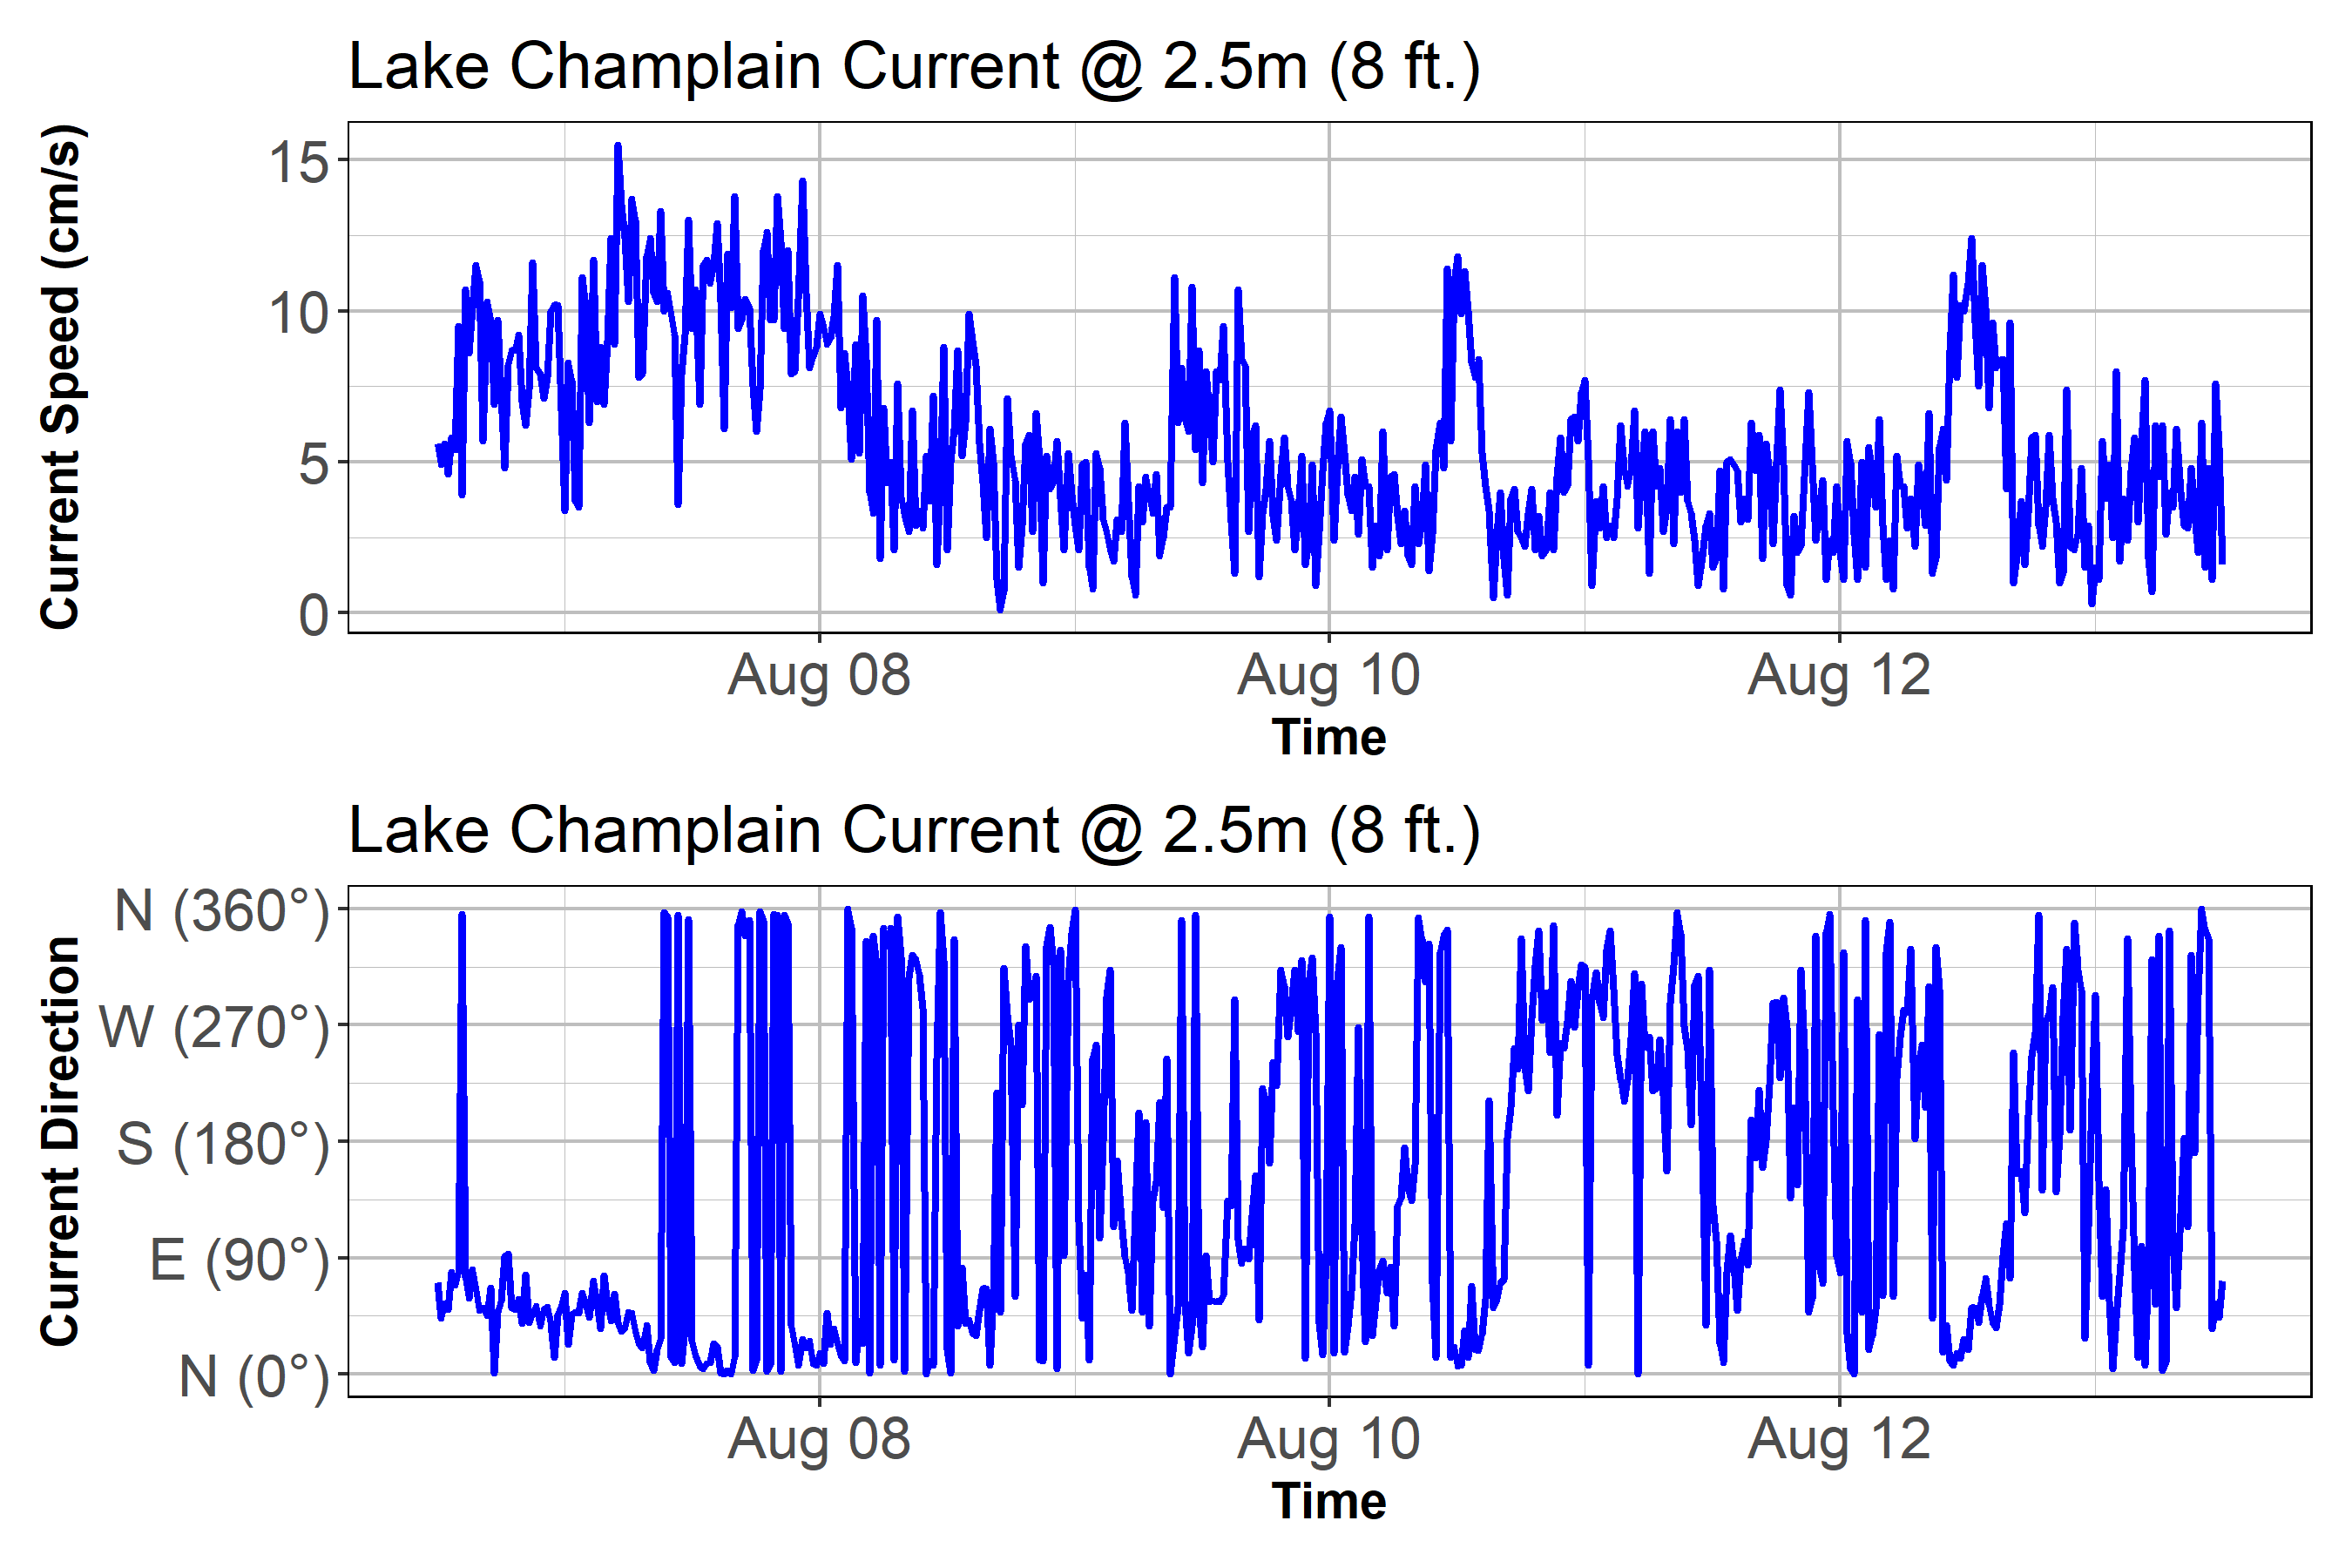 Lake Champlain Current @ 2.5m (8 ft.)
Current Speed (cm/s)
15
10
5
0
Aug 08 Aug 10 Aug 12
Time
Lake Champlain Current @ 2.5m (8 ft.)
Current Direction
N (360°)
W (270°)
S (180°)
E (90°)
N (0°)
Aug 08 Aug 10 Aug 12
Time